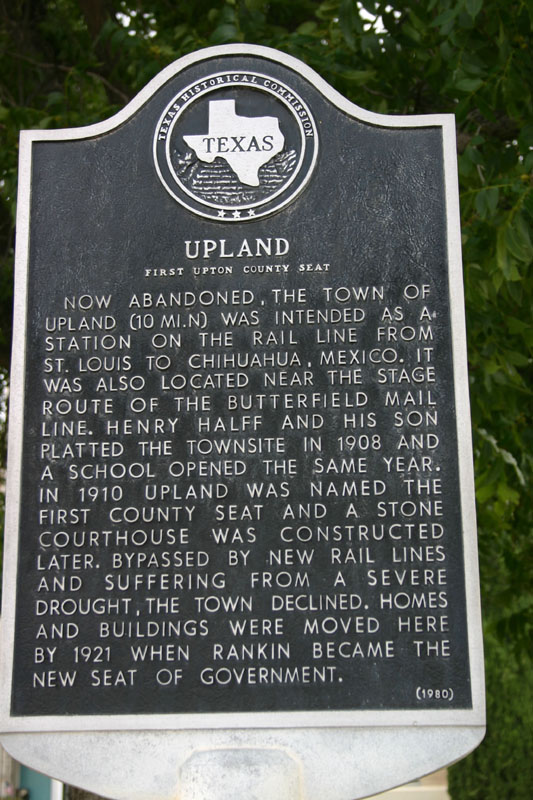 TEXAS HISTORICAL COMMISSION
TEXAS
UPLAND
FIRST UPTON COUNTY SEAT
NOW ABANDONED, THE TOWN OF
UPLAND (10 MI.N) WAS INTENDED AS A
STATION ON THE RAIL LINE FROM
ST. LOUIS TO CHIHUAHUA, MEXICO. IT
WAS ALSO LOCATED NEAR THE STAGE
ROUTE OF THE BUTTERFIELD MAIL
LINE. HENRY HALFF AND HIS SON
PLATTED THE TOWNSITE IN 1908 AND
A SCHOOL OPENED THE SAME YEAR.
IN 1910 UPLAND WAS NAMED THE
FIRST COUNTY SEAT AND A STONE
COURTHOUSE WAS CONSTRUCTED
LATER. BYPASSED BY NEW RAIL LINES
AND SUFFERING FROM A SEVERE
DROUGHT, THE TOWN DECLINED. HOMES
AND BUILDINGS WERE MOVED HERE
BY 1921 WHEN RANKIN BECAME THE
NEW SEAT OF GOVERNMENT.
(1980)